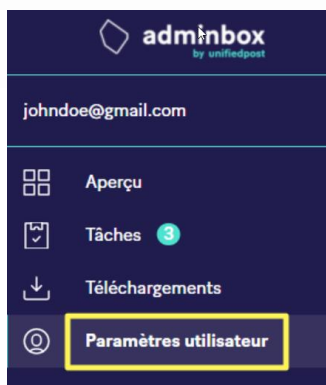 adminbox
by unifiedpost
johndoe@gmail.com
Aperçu
Tâches 3
Téléchargements
Paramètres utilisateur